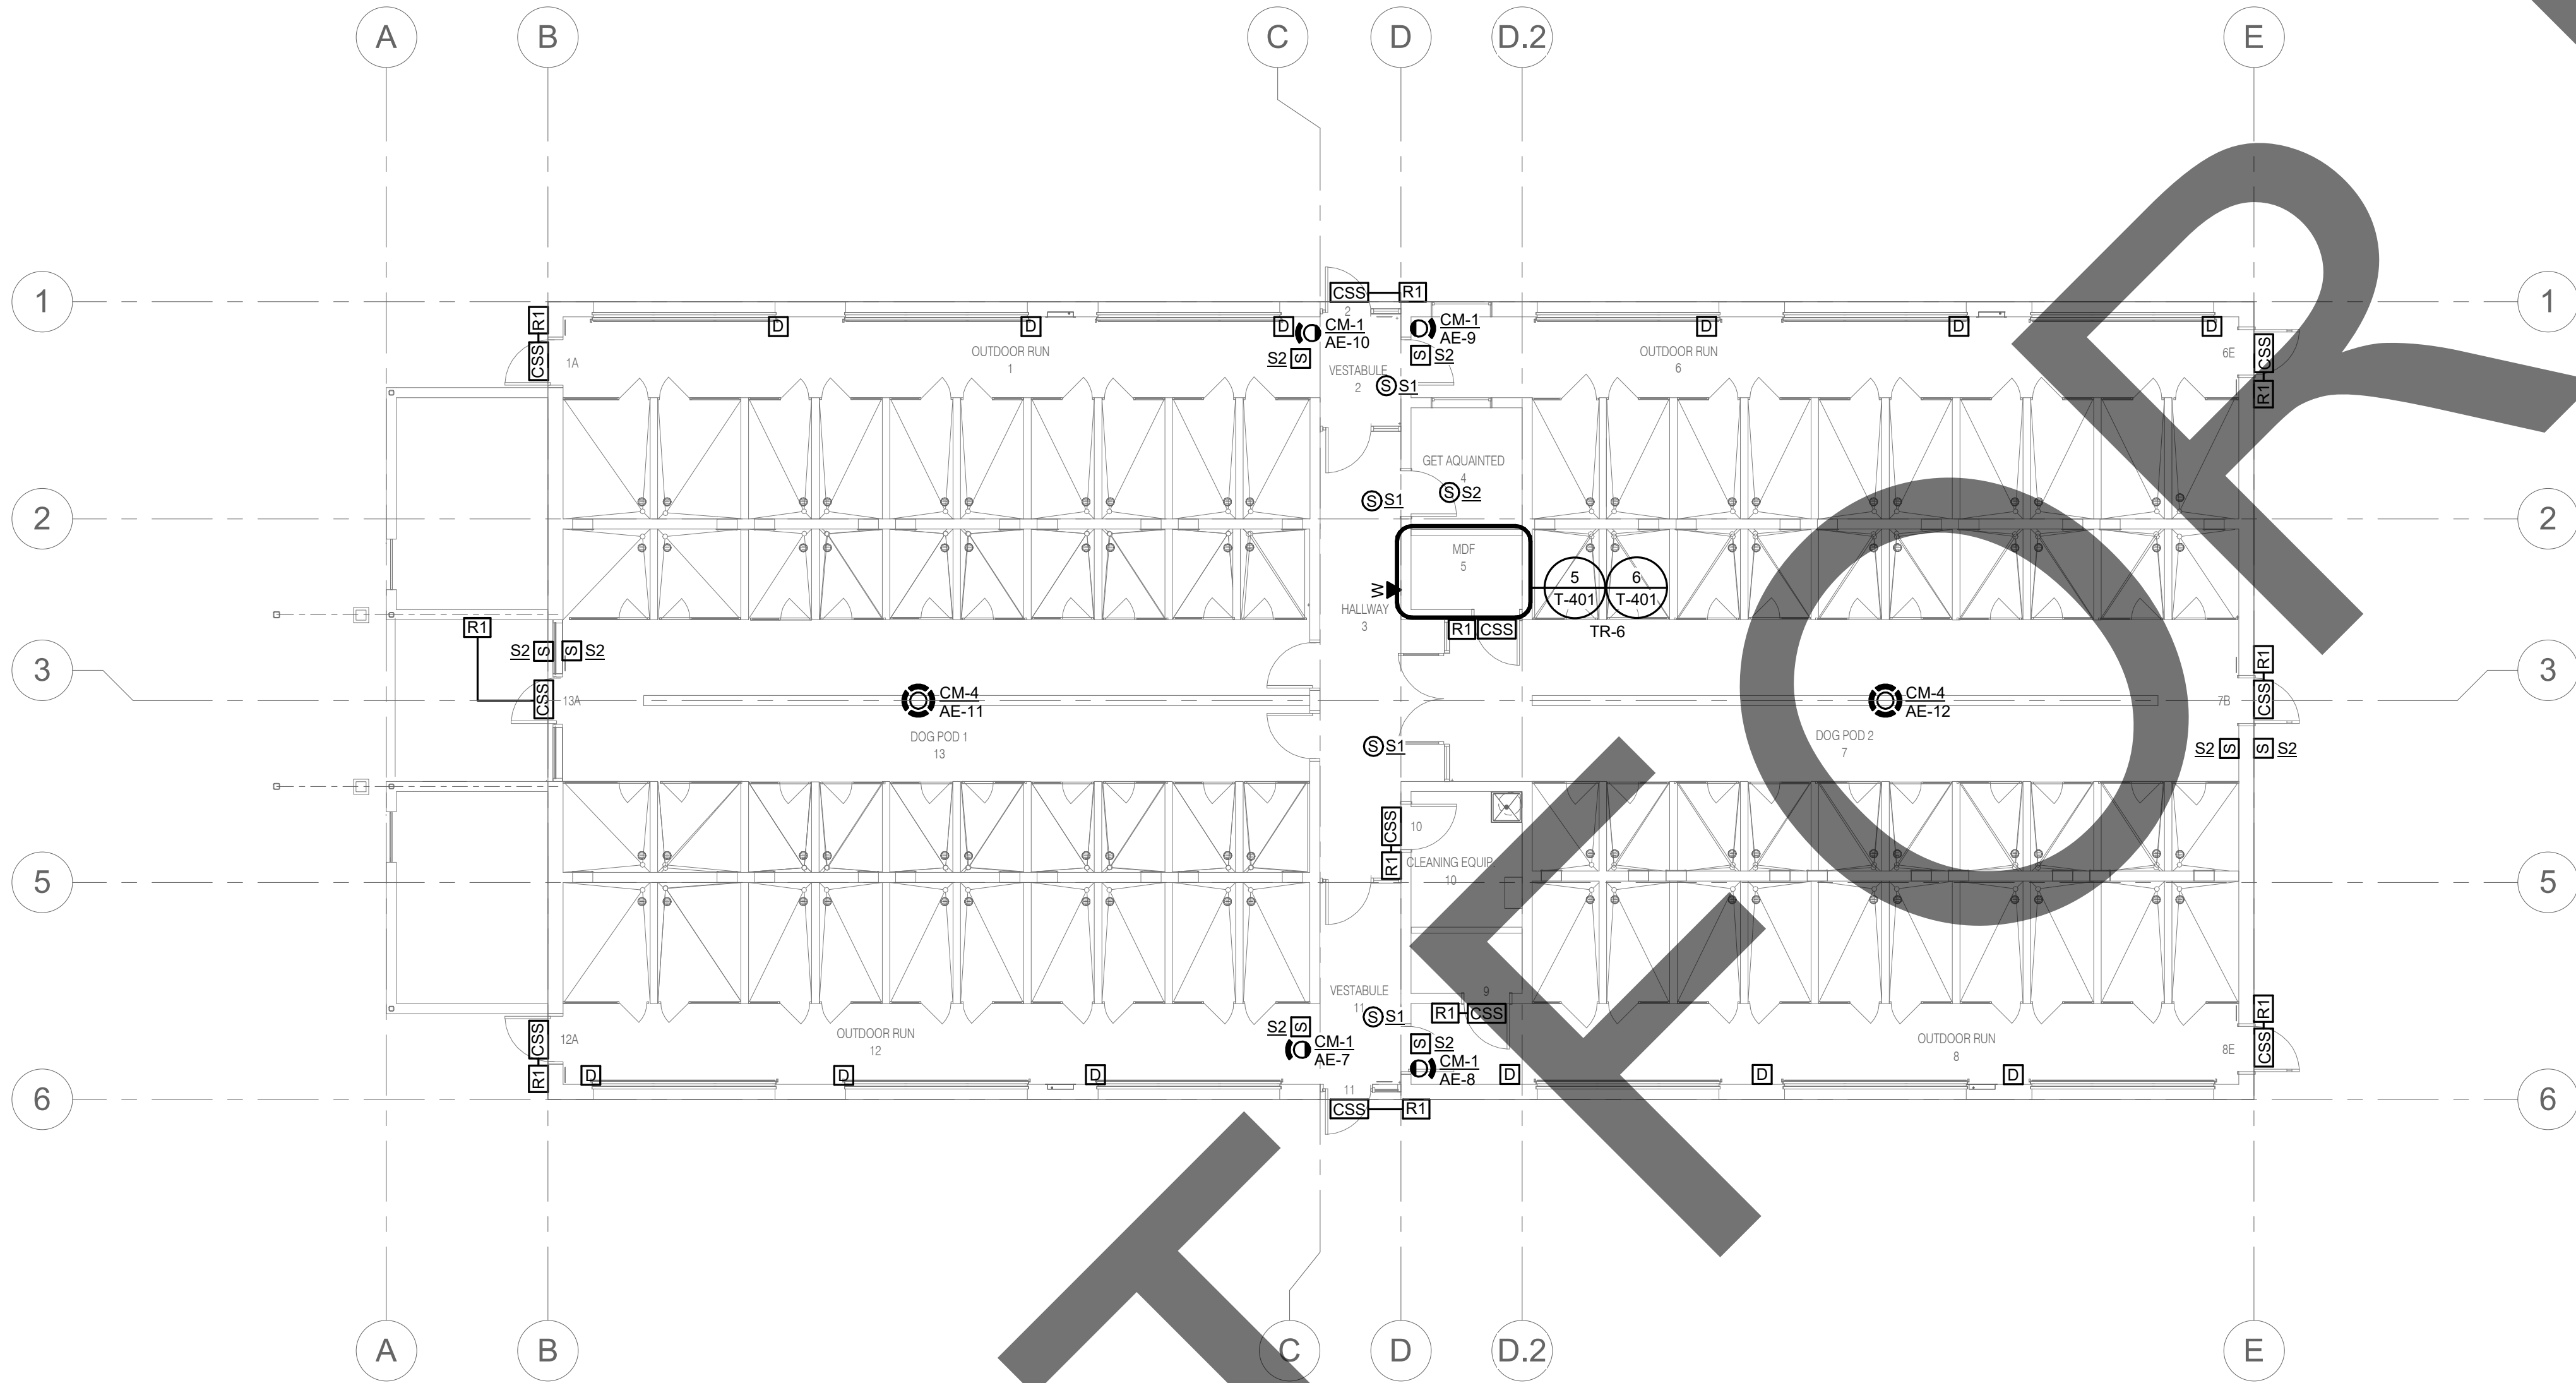 A
B
C
D
D.2
E
1
CSS
R1
1
2
R1
CSS
1A
D
D
D
CM-1
AE-10
S2
S
CM-1
AE-9
S
S2
D
D
D
6E
CSS
R1
OUTDOOR RUN
1
OUTDOOR RUN
6
VESTABULE
2
S
S1
GET AQUAINTED
4
S
S1
S
S2
2
2
MDF
5
W
HALLWAY
3
5
T-401
6
T-401
TR-6
R1
CSS
R1
S2
S
S
S2
3
3
CSS
13A
CM-4
AE-11
CM-4
AE-12
R1
CSS
7B
DOG POD 1
13
S
S1
DOG POD 2
7
S2
S
S
S2
CSS
R1
10
CLEANING EQUIP.
10
5
5
VESTABULE
11
9
R1
CSS
S
S1
CSS
R1
12A
OUTDOOR RUN
12
S2
S
CM-1
AE-7
S
S2
CM-1
AE-8
OUTDOOR RUN
8
8E
R1
CSS
D
D
D
D
D
D
6
11
CSS
R1
6
A
B
C
D
D.2
E